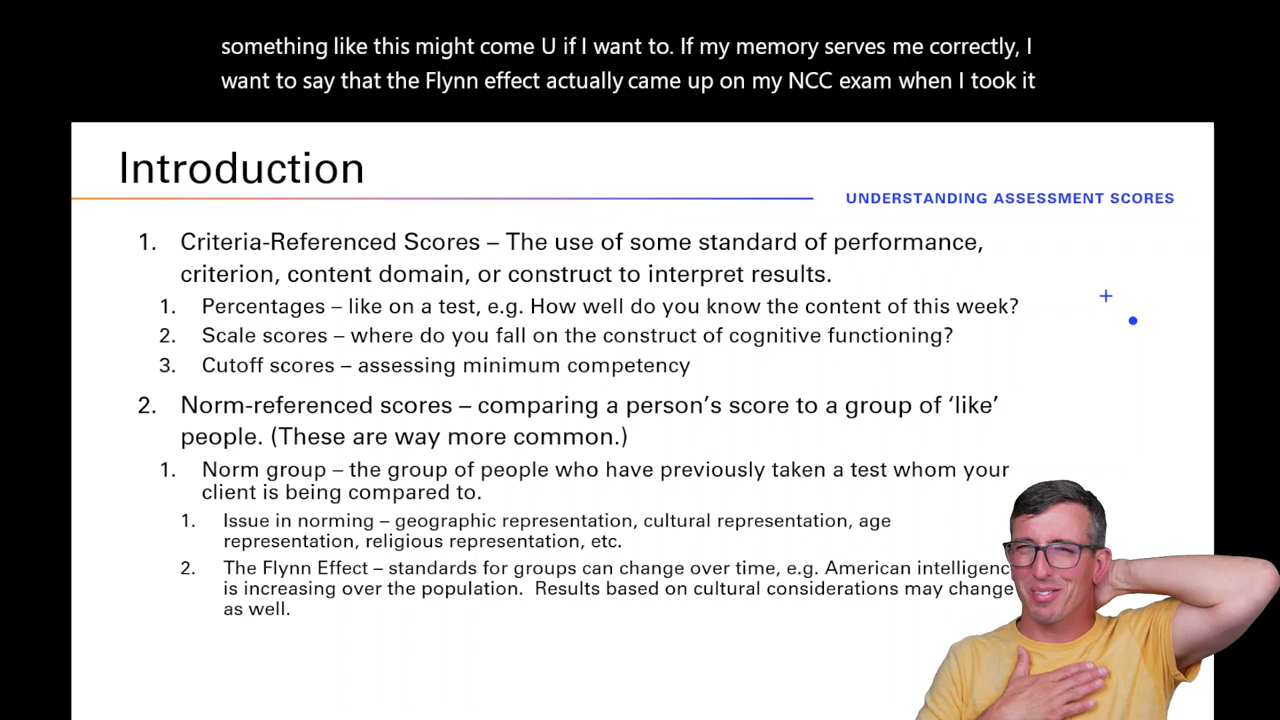 something like this might come U if I want to. If my memory serves me correctly, I
want to say that the Flynn effect actually came up on my NCC exam when I took it
Introduction
UNDERSTANDING ASSESSMENT SCORES
1. Criteria-Referenced Scores – The use of some standard of performance,
criterion, content domain, or construct to interpret results.
1. Percentages – like on a test, e.g. How well do you know the content of this week?
2. Scale scores – where do you fall on the construct of cognitive functioning?
3. Cutoff scores – assessing minimum competency
2. Norm-referenced scores – comparing a person's score to a group of 'like'
people. (These are way more common.)
1. Norm group – the group of people who have previously taken a test whom your
client is being compared to.
1. Issue in norming – geographic representation, cultural representation, age
representation, religious representation, etc.
2. The Flynn Effect – standards for groups can change over time, e.g. American intelligenc
is increasing over the population. Results based on cultural considerations may change
as well.